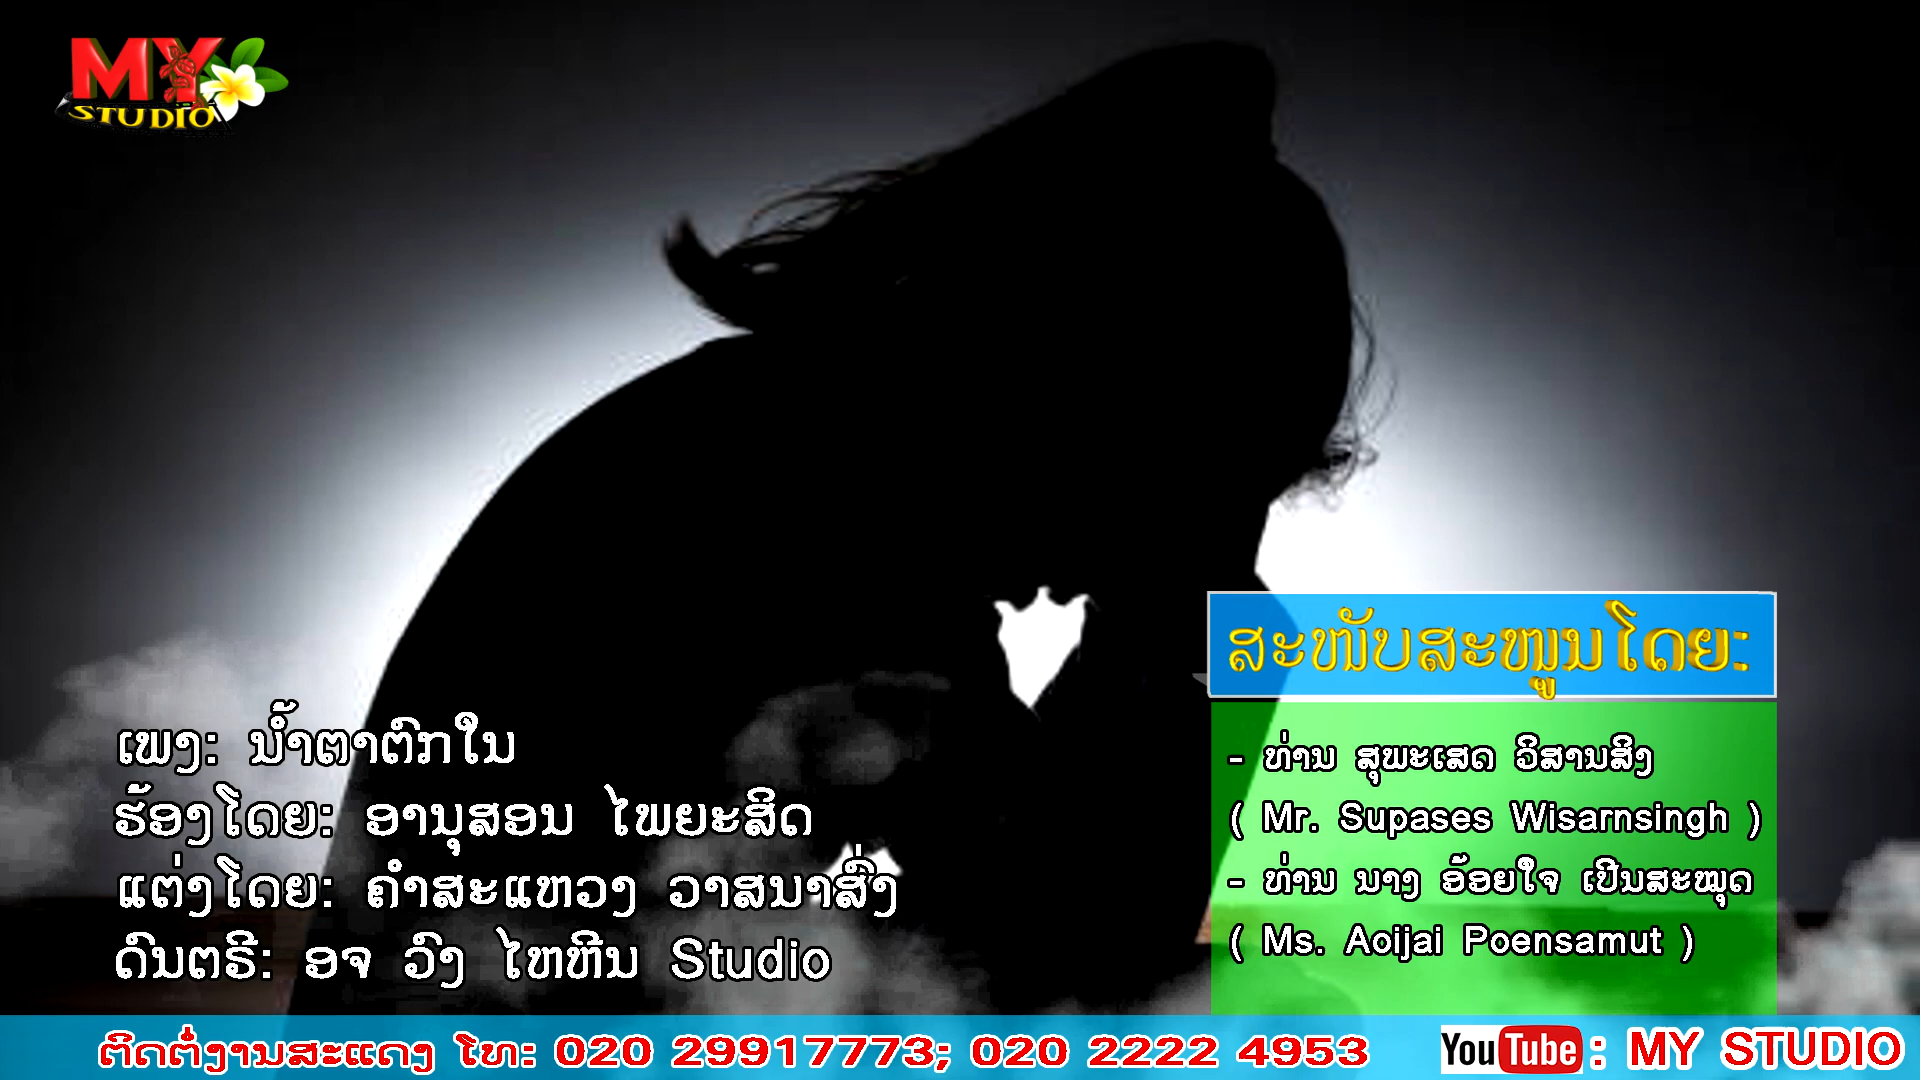 MY
STUDIO
ສະໜັບສະໜູນໂດຍ:
- ທ່ານ ສຸພະເສດ ວິສານສິງ
( Mr. Supases Wisarnsingh )
- ທ່ານ ນາງ ອ້ອຍໃຈ ເປີນສະໝຸດ
( Ms. Aoijai Poensamut )
ເພງ: ນ້ຳຕາຕົກໃນ
ຮ້ອງໂດຍ: ອານຸສອນ ໄພຍະສິດ
ແຕ່ງໂດຍ: ຄຳສະແຫວງ ວາສນາສົ່ງ
ດົນຕຣີ: ອຈ ວົງ ໄຫຫີນ Studio
ຕິດຕໍ່ງານສະແດງ ໂທ: 020 29917773; 020 2222 4953
YouTube : MY STUDIO